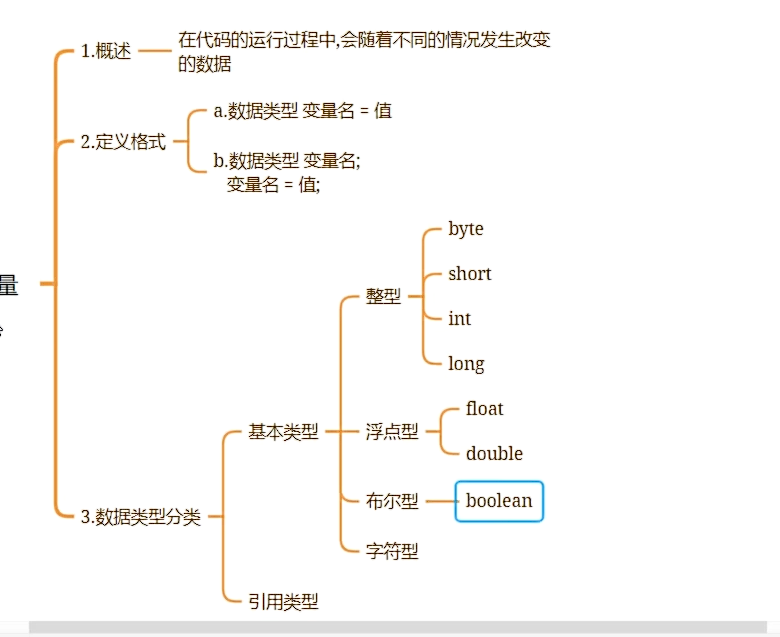 1.概述
在代码的运行过程中,会随着不同的情况发生改变
的数据
2.定义格式
a.数据类型 变量名 = 值
b.数据类型 变量名;
变量名 = 值;
量
3.数据类型分类
基本类型
整型
byte
short
int
long
浮点型
float
double
布尔型
boolean
字符型
引用类型